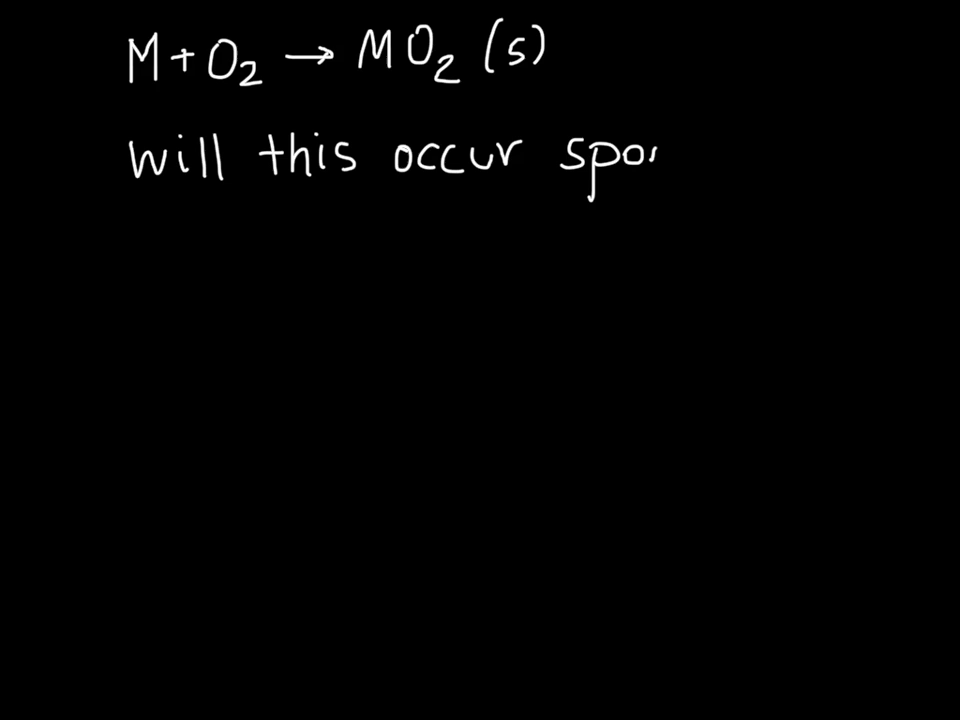 M+O₂ → MO₂ (s)
will this occur